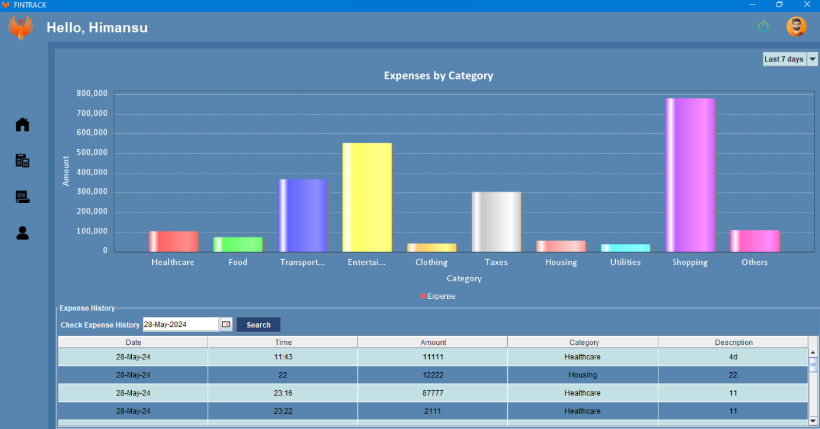 FINTRACK
Hello, Himansu
Last 7 days
Expenses by Category
800,000
700,000
600,000
500,000
400,000
300,000
200,000
100,000
0
Amount
Healthcare Food Transport... Entertai... Clothing Taxes Housing Utilities Shopping Others
Category
Expense
Expense History
Check Expense History 28-May-2024 Search
Date Time Amount Category Description
28-May-24 11:43 11111 Healthcare 4d
28-May-24 22 12222 Housing 22
28-May-24 23:16 87777 Healthcare 11
28-May-24 23:22 2111 Healthcare 11